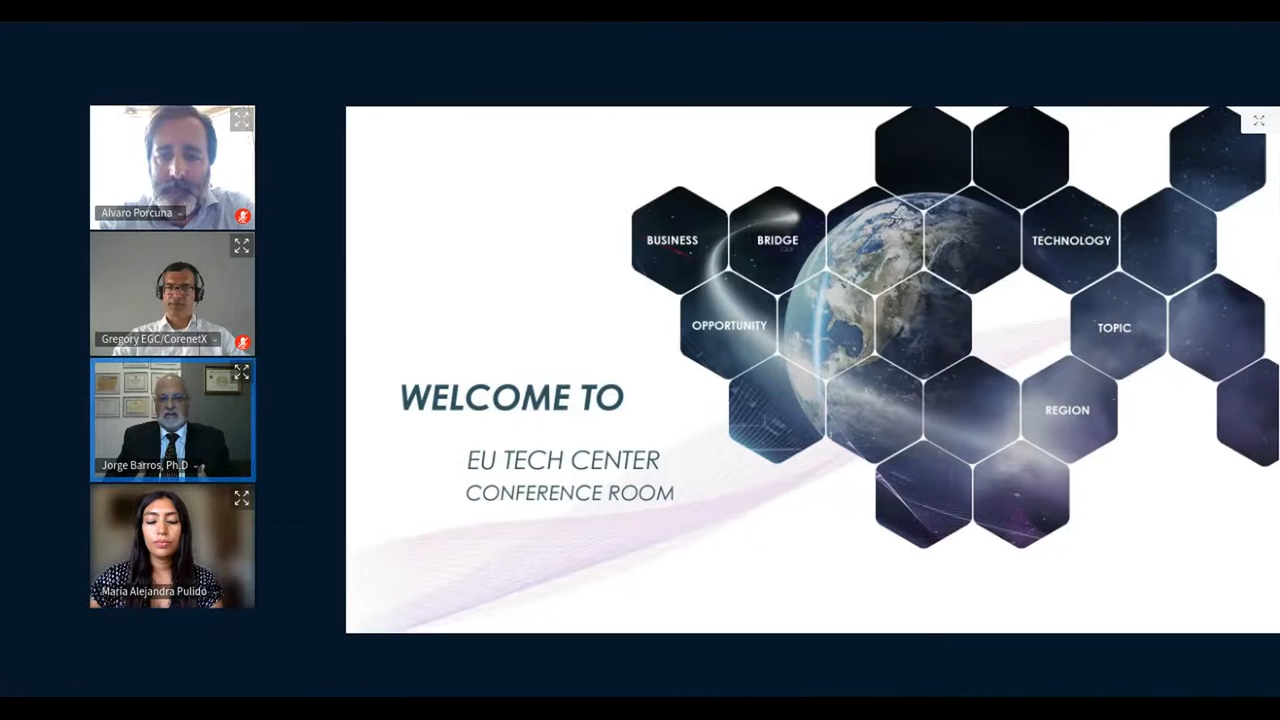 Alvaro Porcuna
Gregory EGC/CorenetX
Jorge Barros, Ph.D
Maria Alejandra Pulido
BUSINESS
BRIDGE
TECHNOLOGY
OPPORTUNITY
TOPIC
REGION
WELCOME TO
EU TECH CENTER
CONFERENCE ROOM